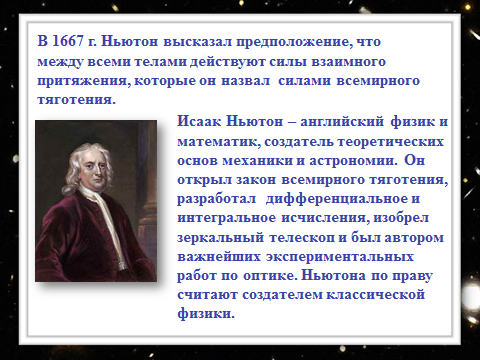 В 1667 г. Ньютон высказал предположение, что
между всеми телами действуют силы взаимного
притяжения, которые он назвал силами всемирного
тяготения.
Исаак Ньютон – английский физик и
математик, создатель теоретических
основ механики и астрономии. Он
открыл закон всемирного тяготения,
разработал дифференциальное и
интегральное исчисления, изобрел
зеркальный телескоп и был автором
важнейших экспериментальных
работ по оптике. Ньютона по праву
считают создателем классической
физики.